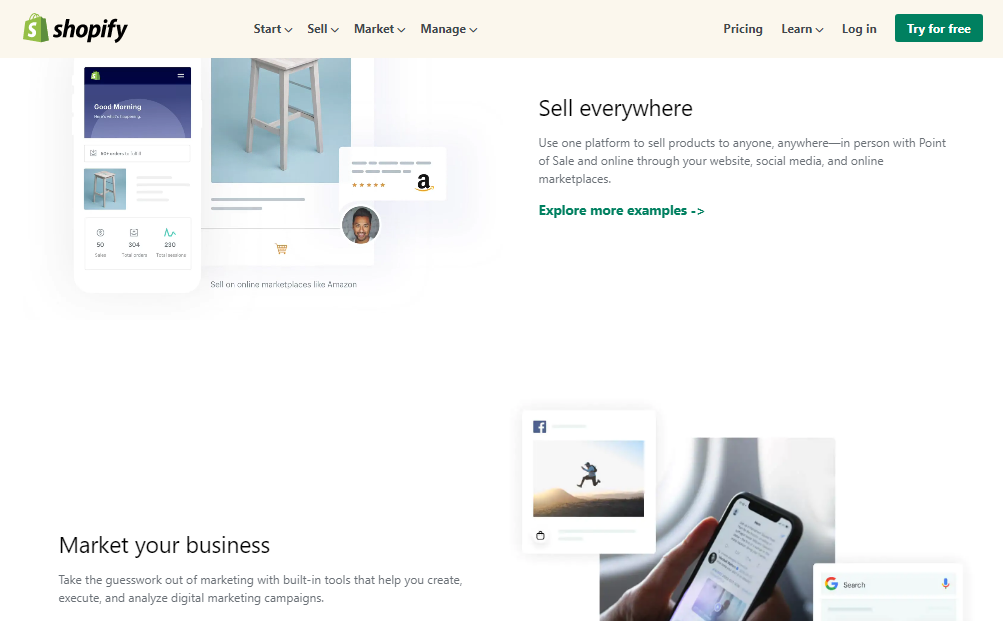 shopify
Start
Sell
Market
Manage
Pricing
Learn
Log in
Try for free
Good Morning
Here's what's happening.
50
304
230
Sales
Total orders
Total sessions
a
Sell on online marketplaces like Amazon
Sell everywhere
Use one platform to sell products to anyone, anywhere—in person with Point
of Sale and online through your website, social media, and online
marketplaces.
Explore more examples ->
Market your business
Take the guesswork out of marketing with built-in tools that help you create,
execute, and analyze digital marketing campaigns.
f
G Search